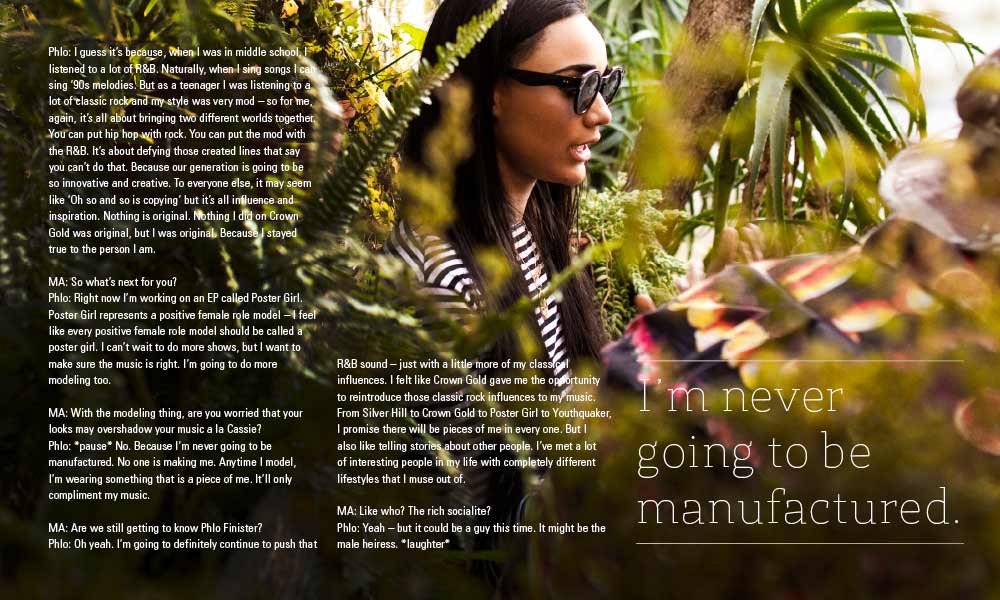 Phlo: I guess it's because, when I was in middle school, I
listened to a lot of R&B. Naturally, when I sing songs I can
sing '90s melodies. But as a teenager I was listening to a
lot of classic rock and my style was very mod – so for me,
again, it's all about bringing two different worlds together.
You can put hip hop with rock. You can put the mod with
the R&B. It's about defying those created lines that say
you can't do that. Because our generation is going to be
so innovative and creative. To everyone else, it may seem
like 'Oh so and so is copying' but it's all influence and
inspiration. Nothing is original. Nothing I did on Crown
Gold was original, but I was original. Because I stayed
true to the person I am.

MA: So what's next for you?
Phlo: Right now I'm working on an EP called Poster Girl.
Poster Girl represents a positive female role model – I feel
like every positive female role model should be called a
poster girl. I can't wait to do more shows, but I want to
make sure the music is right. I'm going to do more
modeling too.

MA: With the modeling thing, are you worried that your
looks may overshadow your music a la Cassie?
Phlo: *pause* No. Because I'm never going to be
manufactured. No one is making me. Anytime I model,
I'm wearing something that is a piece of me. It'll only
compliment my music.

MA: Are we still getting to know Phlo Finister?
Phlo: Oh yeah. I'm going to definitely continue to push that
R&B sound – just with a little more of my classical
influences. I felt like Crown Gold gave me the opportunity
to reintroduce those classic rock influences to my music.
From Silver Hill to Crown Gold to Poster Girl to Youthquaker,
I promise there will be pieces of me in every one. But I
also like telling stories about other people. I've met a lot
of interesting people in my life with completely different
lifestyles that I muse out of.

MA: Like who? The rich socialite?
Phlo: Yeah – but it could be a guy this time. It might be the
male heiress. *laughter*

I'm never
going to be
manufactured.